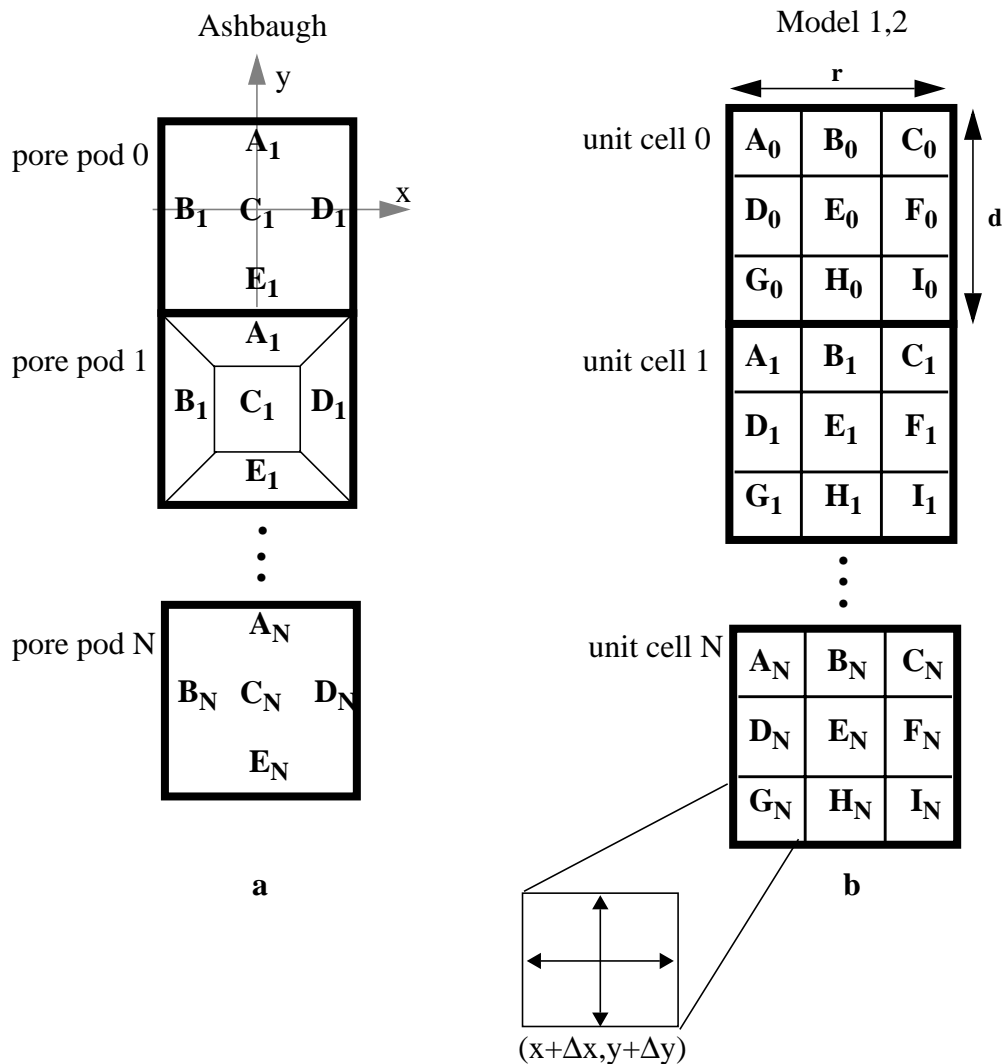 Ashbaugh
y
x
pore pod 0
A1
B1 C1 D1
E1
pore pod 1
A1
B1 C1 D1
E1
pore pod N
AN
BN CN DN
EN
a
Model 1,2
r
d
unit cell 0
A0 B0 C0
D0 E0 F0
G0 H0 I0
unit cell 1
A1 B1 C1
D1 E1 F1
G1 H1 I1
unit cell N
AN BN CN
DN EN FN
GN HN IN
b
(x+Δx,y+Δy)